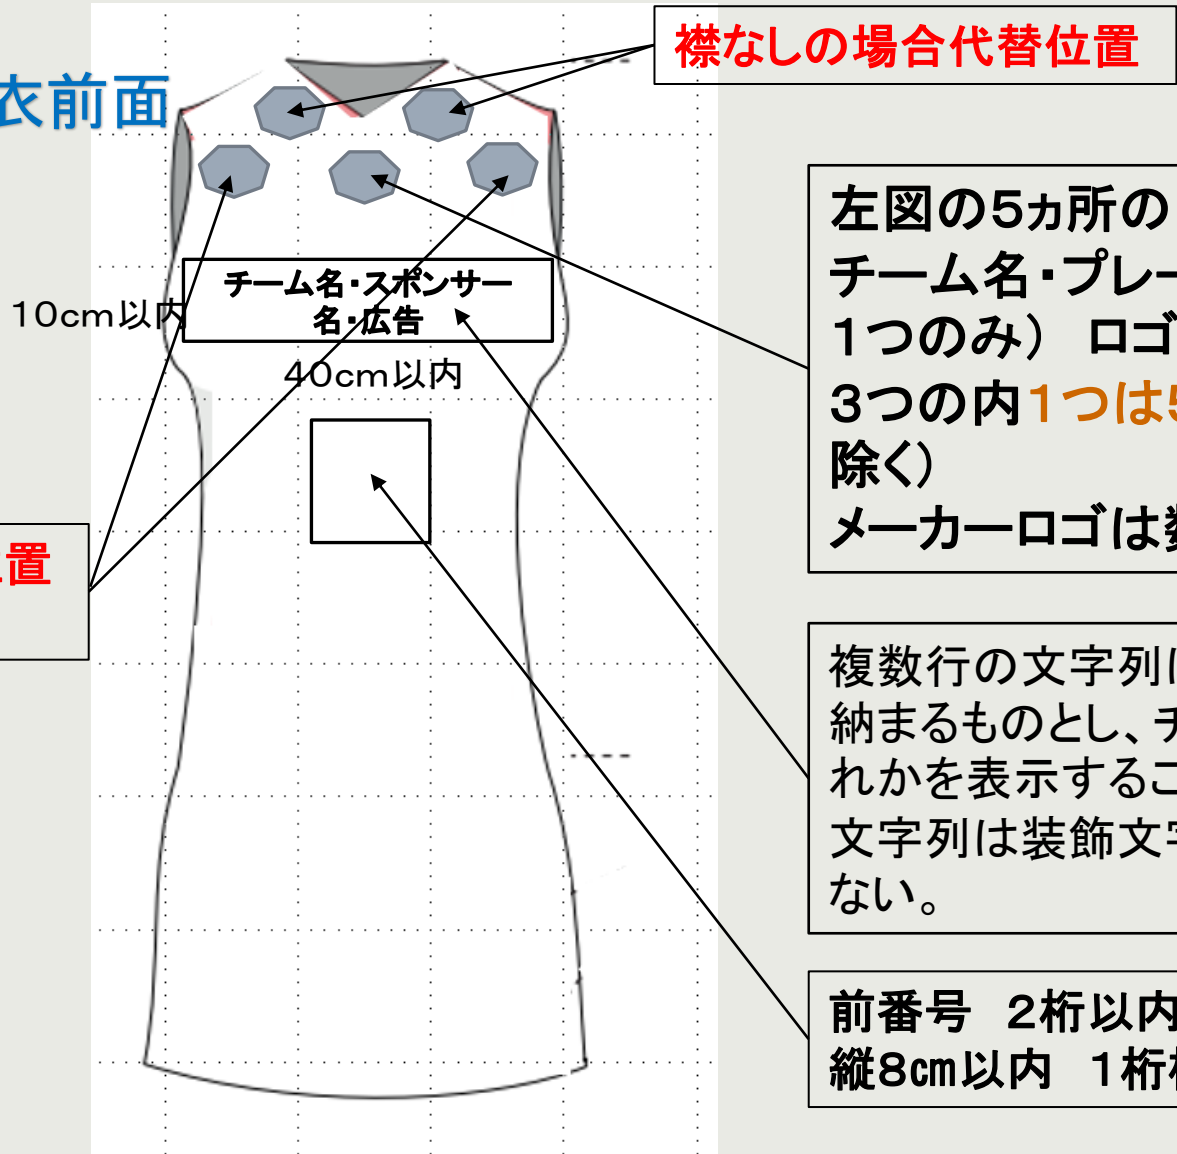 襟なしの場合代替位置
衣前面
左図の5ヵ所の
チーム名・プレー
1つのみ） ロゴ
3つの内1つは5
除く）
メーカーロゴは
チーム名・スポンサー
名・広告
10cm以内
40cm以内
置
複数行の文字列
納まるものとし、チ
れかを表示するこ
文字列は装飾文字
ない。
前番号 2桁以内
縦8㎝以内 1桁